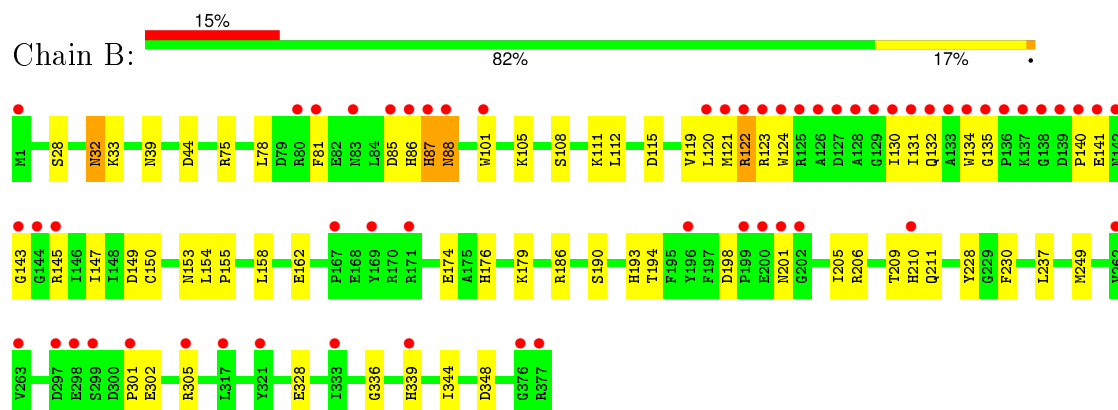 15%
Chain B:
82% 17% •
M1 S28 N32 K33 N39 D44 R75 L78 D79 R80 F81 E82 N83 L84 D85 H86 H87 N88 W101 K105 S108 K111 L112 D115 V119 L120 M121 R122 R123 W124 R125 A126 D127 A128 G129 I130 I131 Q132 A133 W134 G135 P136 K137 G138 D139 P140 E141 N142
G143 G144 R145 I146 I147 I148 D149 C150 N153 L154 P155 L158 E162 P167 E168 Y169 R170 R171 E174 A175 H176 K179 R186 S190 H193 T194 F195 Y196 F197 D198 P199 E200 N201 G202 I205 R206 T209 H210 Q211 Y228 G229 F230 L237 M249 V262
V263 D297 E298 S299 D300 P301 E302 R305 L317 Y321 E328 I333 G336 H339 I344 D348 G376 R377